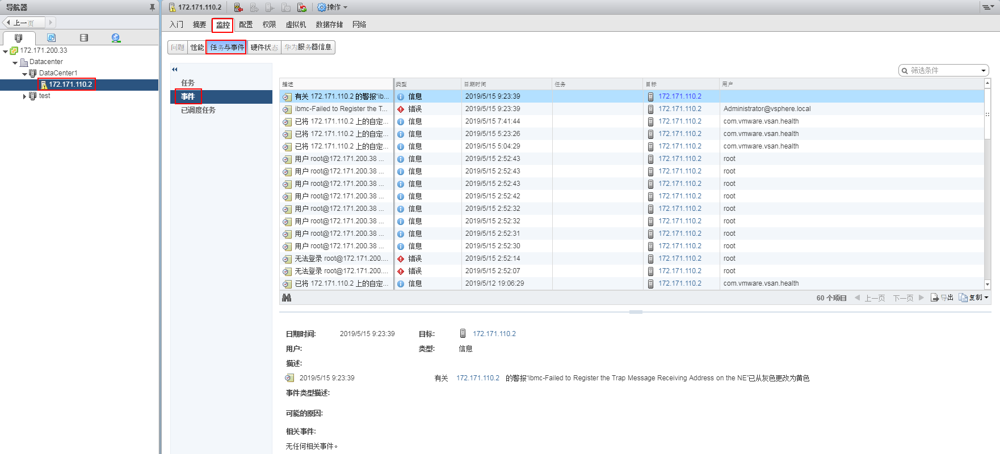 导航器
上一页
172.171.200.33
Datacenter
DataCenter1
172.171.110.2
test
172.171.110.2 操作
入门 摘要 监控 配置 权限 虚拟机 数据存储 网络
问题 性能 任务与事件 硬件状态 华为服务器信息
任务
事件
已调度任务
筛选条件
描述 类型 日期时间 任务 目标 用户
有关 172.171.110.2 的警报“ib... 信息 2019/5/15 9:23:39 172.171.110.2
ibmc-Failed to Register the T... 错误 2019/5/15 9:23:39 172.171.110.2 Administrator@vsphere.local
已将 172.171.110.2 上的自定... 信息 2019/5/15 7:41:44 172.171.110.2 com.vmware.vsan.health
已将 172.171.110.2 上的自定... 信息 2019/5/15 5:23:26 172.171.110.2 com.vmware.vsan.health
已将 172.171.110.2 上的自定... 信息 2019/5/15 5:04:29 172.171.110.2 com.vmware.vsan.health
用户 root@172.171.200.38 ... 信息 2019/5/15 2:52:43 172.171.110.2 root
用户 root@172.171.200.38 ... 信息 2019/5/15 2:52:43 172.171.110.2 root
用户 root@172.171.200.38 ... 信息 2019/5/15 2:52:43 172.171.110.2 root
用户 root@172.171.200.38 ... 信息 2019/5/15 2:52:42 172.171.110.2 root
用户 root@172.171.200.38 ... 信息 2019/5/15 2:52:32 172.171.110.2 root
用户 root@172.171.200.38 ... 信息 2019/5/15 2:52:32 172.171.110.2 root
用户 root@172.171.200.38 ... 信息 2019/5/15 2:52:31 172.171.110.2 root
用户 root@172.171.200.38 ... 信息 2019/5/15 2:52:30 172.171.110.2 root
无法登录 root@172.171.200.... 错误 2019/5/15 2:52:14 172.171.110.2 root
无法登录 root@172.171.200.... 错误 2019/5/15 2:52:07 172.171.110.2 root
已将 172.171.110.2 上的自定... 信息 2019/5/12 19:06:29 172.171.110.2 com.vmware.vsan.health
60 个项目 上一页 下一页 导出 复制
日期时间: 2019/5/15 9:23:39 目标: 172.171.110.2
用户: 类型: 信息
描述:
2019/5/15 9:23:39 有关 172.171.110.2 的警报“ibmc-Failed to Register the Trap Message Receiving Address on the NE”已从灰色更改为黄色
事件类型描述:
可能的原因:
相关事件:
无任何相关事件。